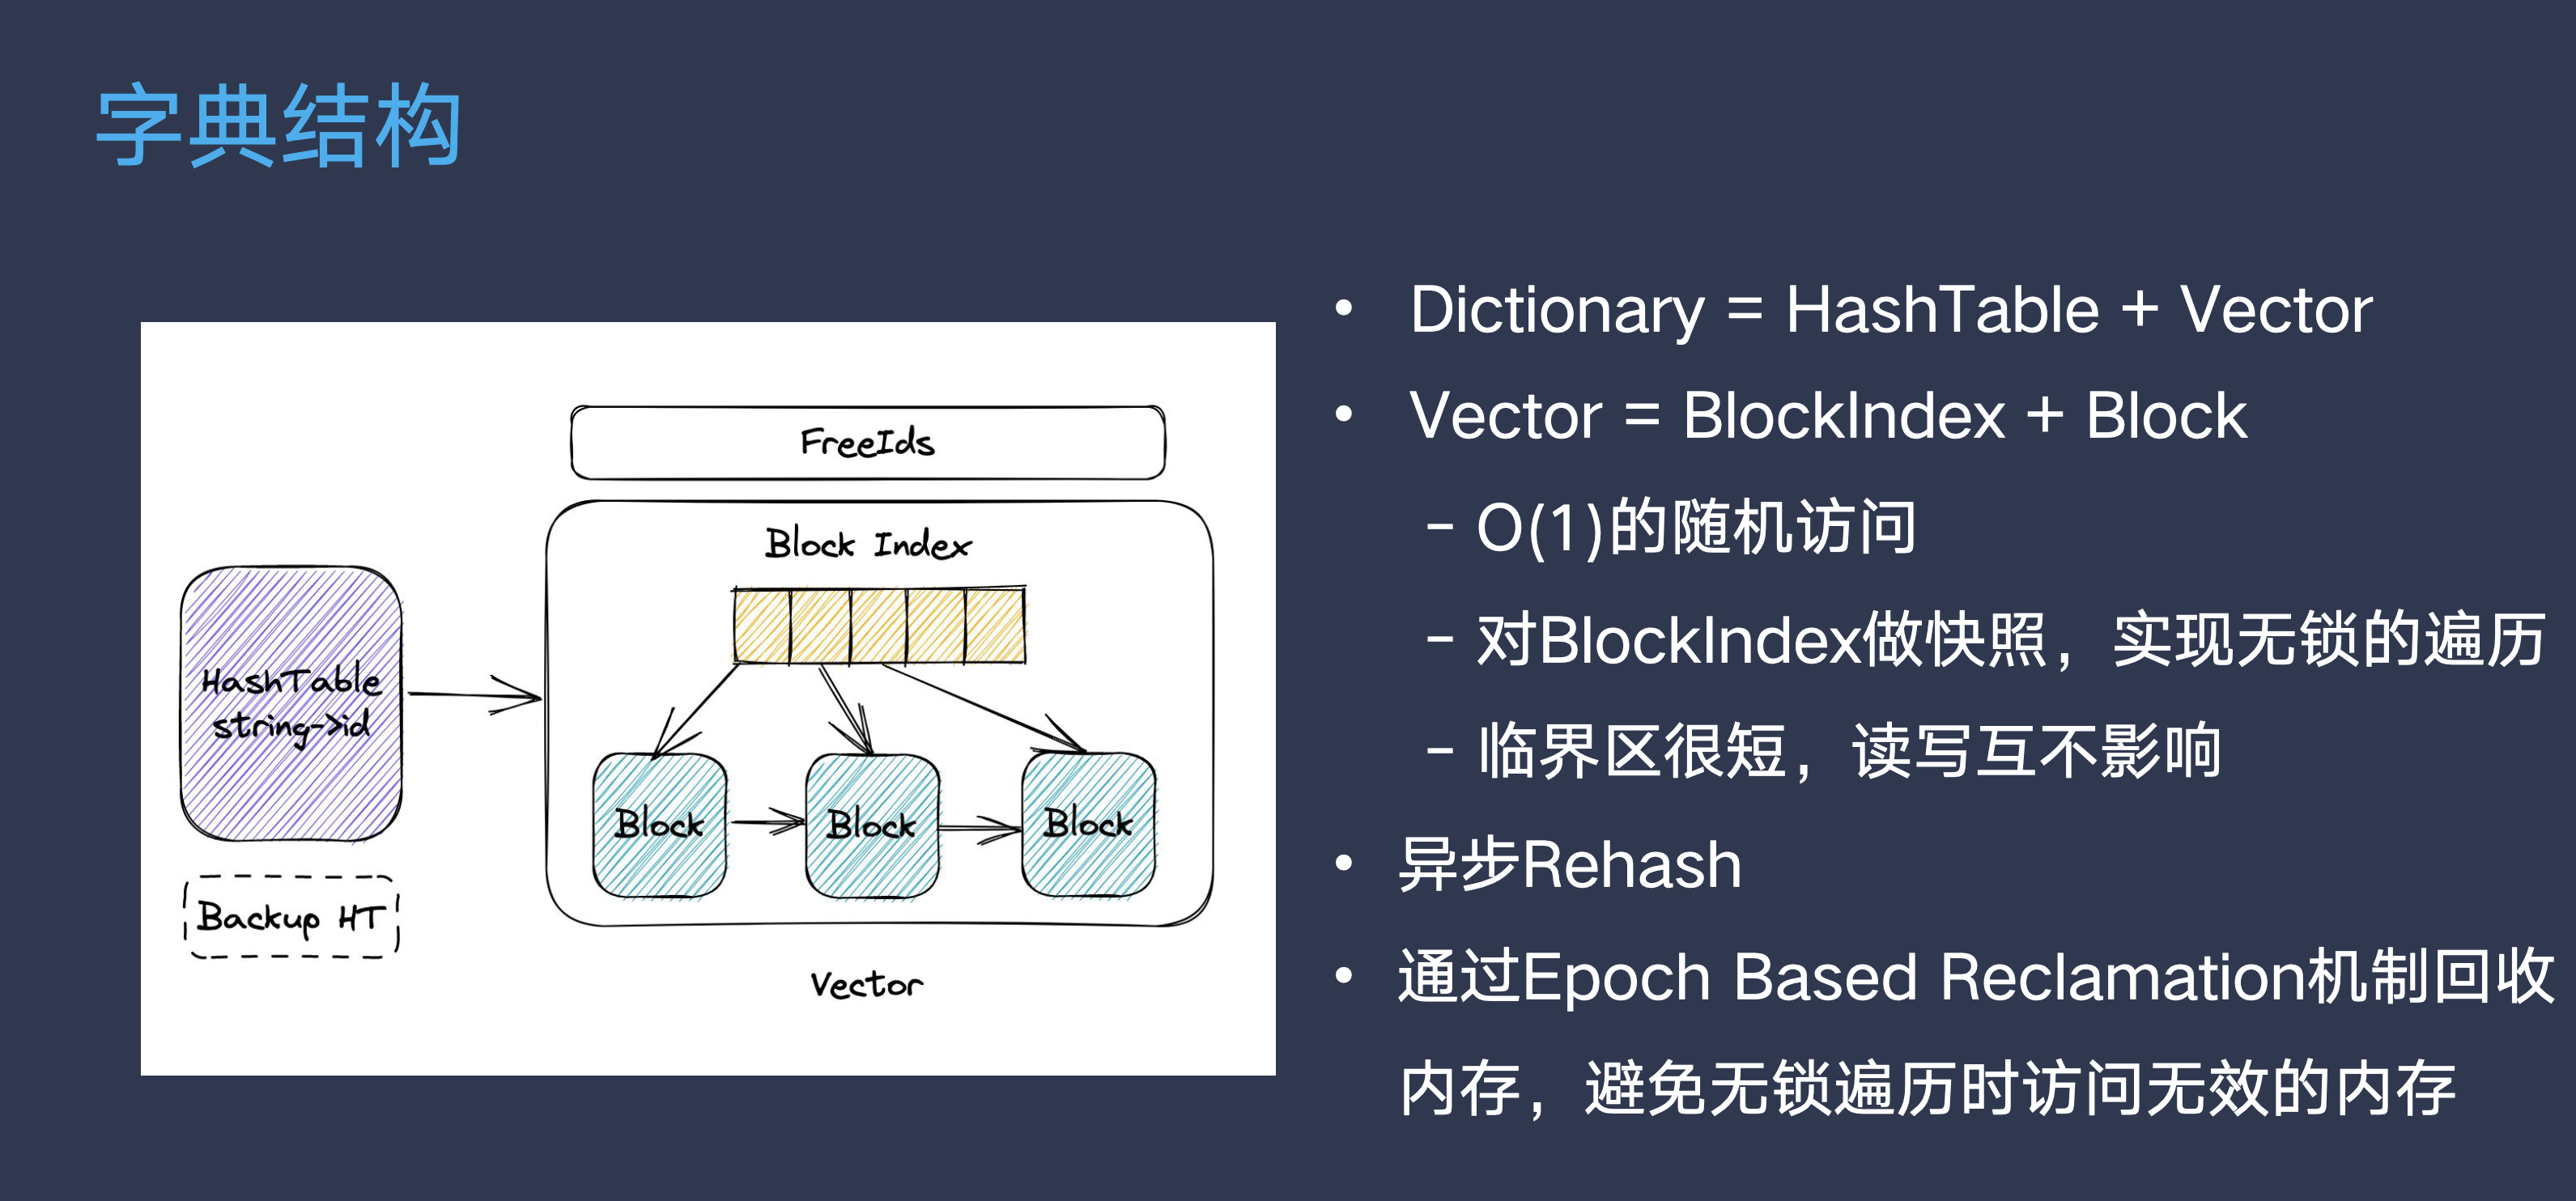 字典结构
FreeIds
Block Index
HashTable
string->id
Block
Block
Block
Backup HT
Vector
• Dictionary = HashTable + Vector
• Vector = BlockIndex + Block
- O(1)的随机访问
- 对BlockIndex做快照，实现无锁的遍历
- 临界区很短，读写互不影响
• 异步Rehash
• 通过Epoch Based Reclamation机制回收
内存，避免无锁遍历时访问无效的内存